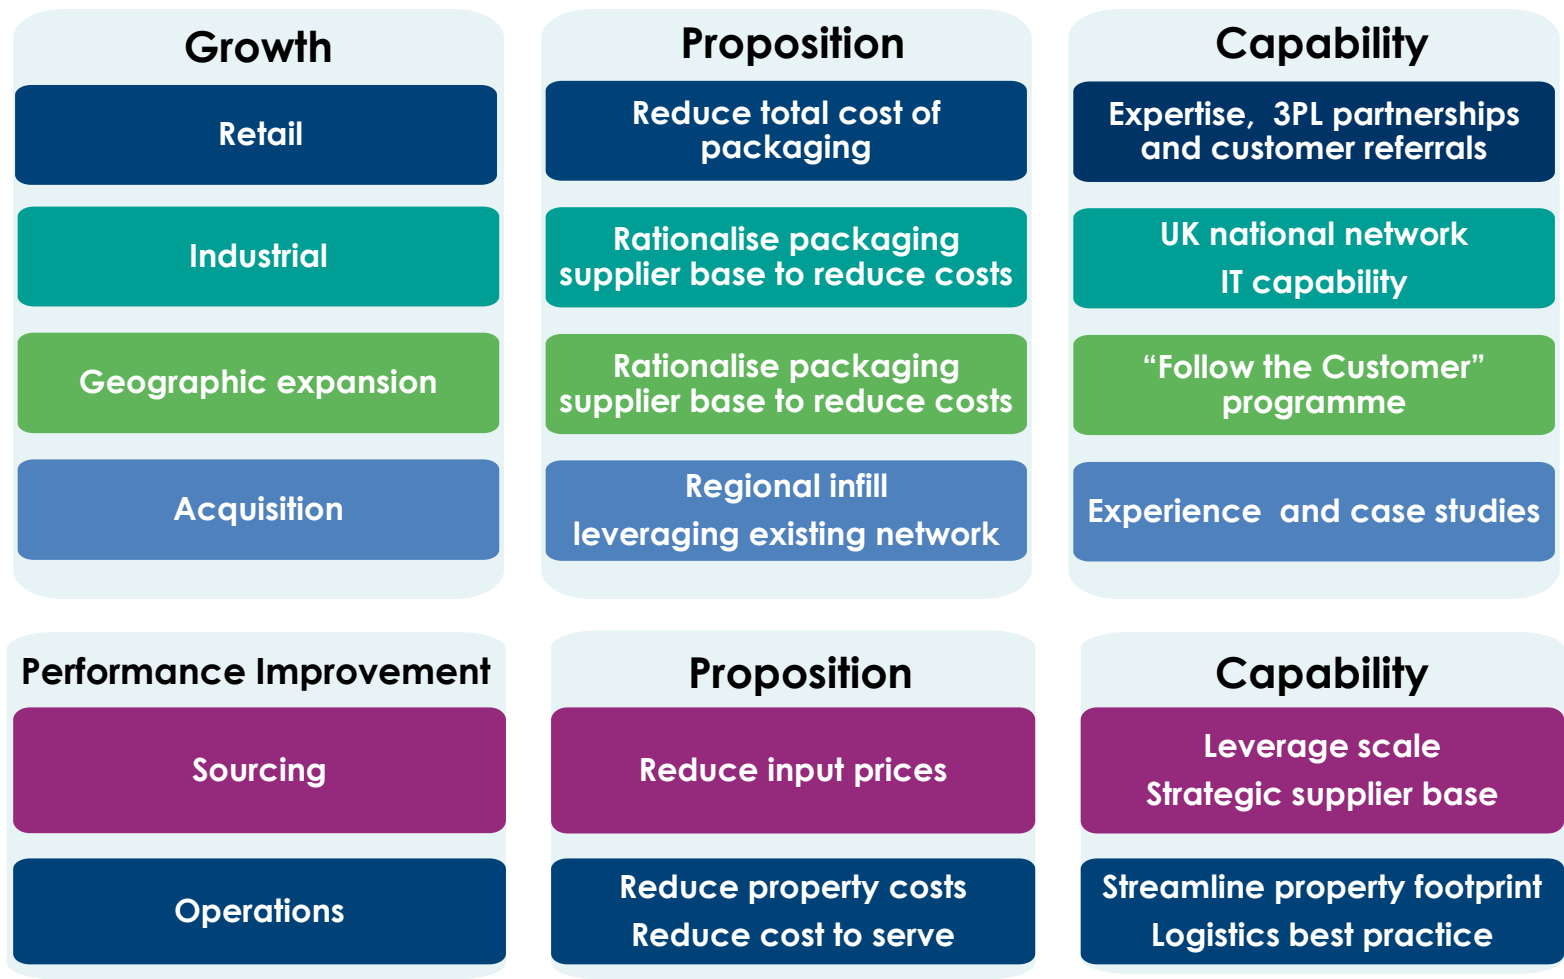 Growth
Proposition
Capability
Retail
Reduce total cost of
packaging
Expertise,  3PL partnerships
and customer referrals
Industrial
Rationalise packaging
supplier base to reduce costs
UK national network
IT capability
Geographic expansion
Rationalise packaging
supplier base to reduce costs
“Follow the Customer”
programme
Acquisition
Regional infill
leveraging existing network
Experience  and case studies
Performance Improvement
Proposition
Capability
Sourcing
Reduce input prices
Leverage scale
Strategic supplier base
Operations
Reduce property costs
Reduce cost to serve
Streamline property footprint
Logistics best practice